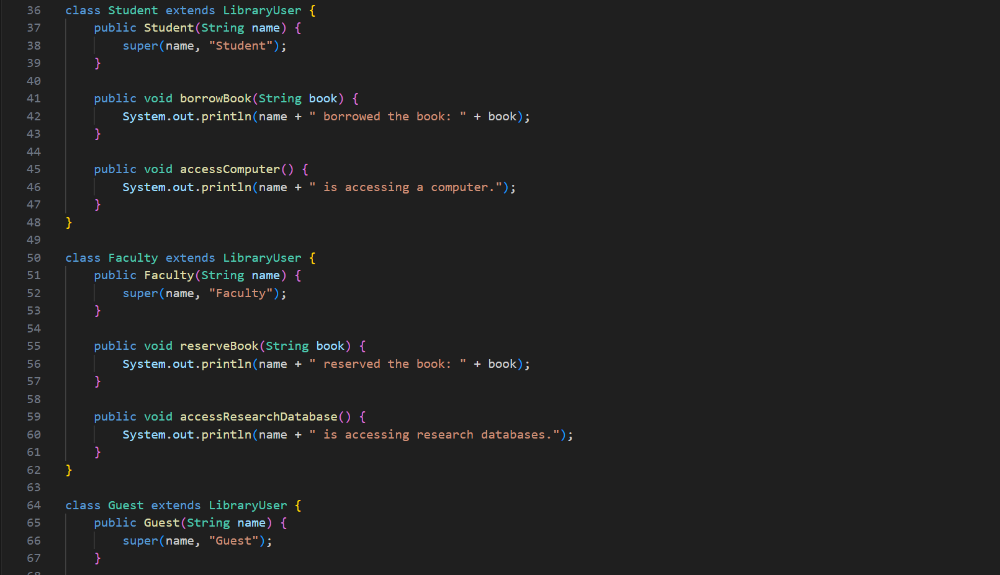 36 class Student extends LibraryUser {
37     public Student(String name) {
38         super(name, "Student");
39     }
40
41     public void borrowBook(String book) {
42         System.out.println(name + " borrowed the book: " + book);
43     }
44
45     public void accessComputer() {
46         System.out.println(name + " is accessing a computer.");
47     }
48 }
49
50 class Faculty extends LibraryUser {
51     public Faculty(String name) {
52         super(name, "Faculty");
53     }
54
55     public void reserveBook(String book) {
56         System.out.println(name + " reserved the book: " + book);
57     }
58
59     public void accessResearchDatabase() {
60         System.out.println(name + " is accessing research databases.");
61     }
62 }
63
64 class Guest extends LibraryUser {
65     public Guest(String name) {
66         super(name, "Guest");
67     }